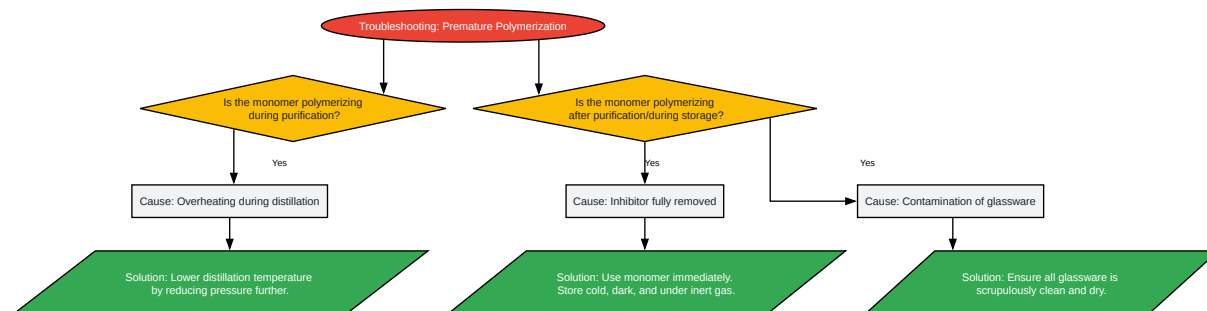 Troubleshooting: Premature Polymerization
Is the monomer polymerizing
during purification?
Is the monomer polymerizing
after purification/during storage?
Yes
Yes
Yes
Cause: Overheating during distillation
Cause: Inhibitor fully removed
Cause: Contamination of glassware
Solution: Lower distillation temperature
by reducing pressure further.
Solution: Use monomer immediately.
Store cold, dark, and under inert gas.
Solution: Ensure all glassware is
scrupulously clean and dry.